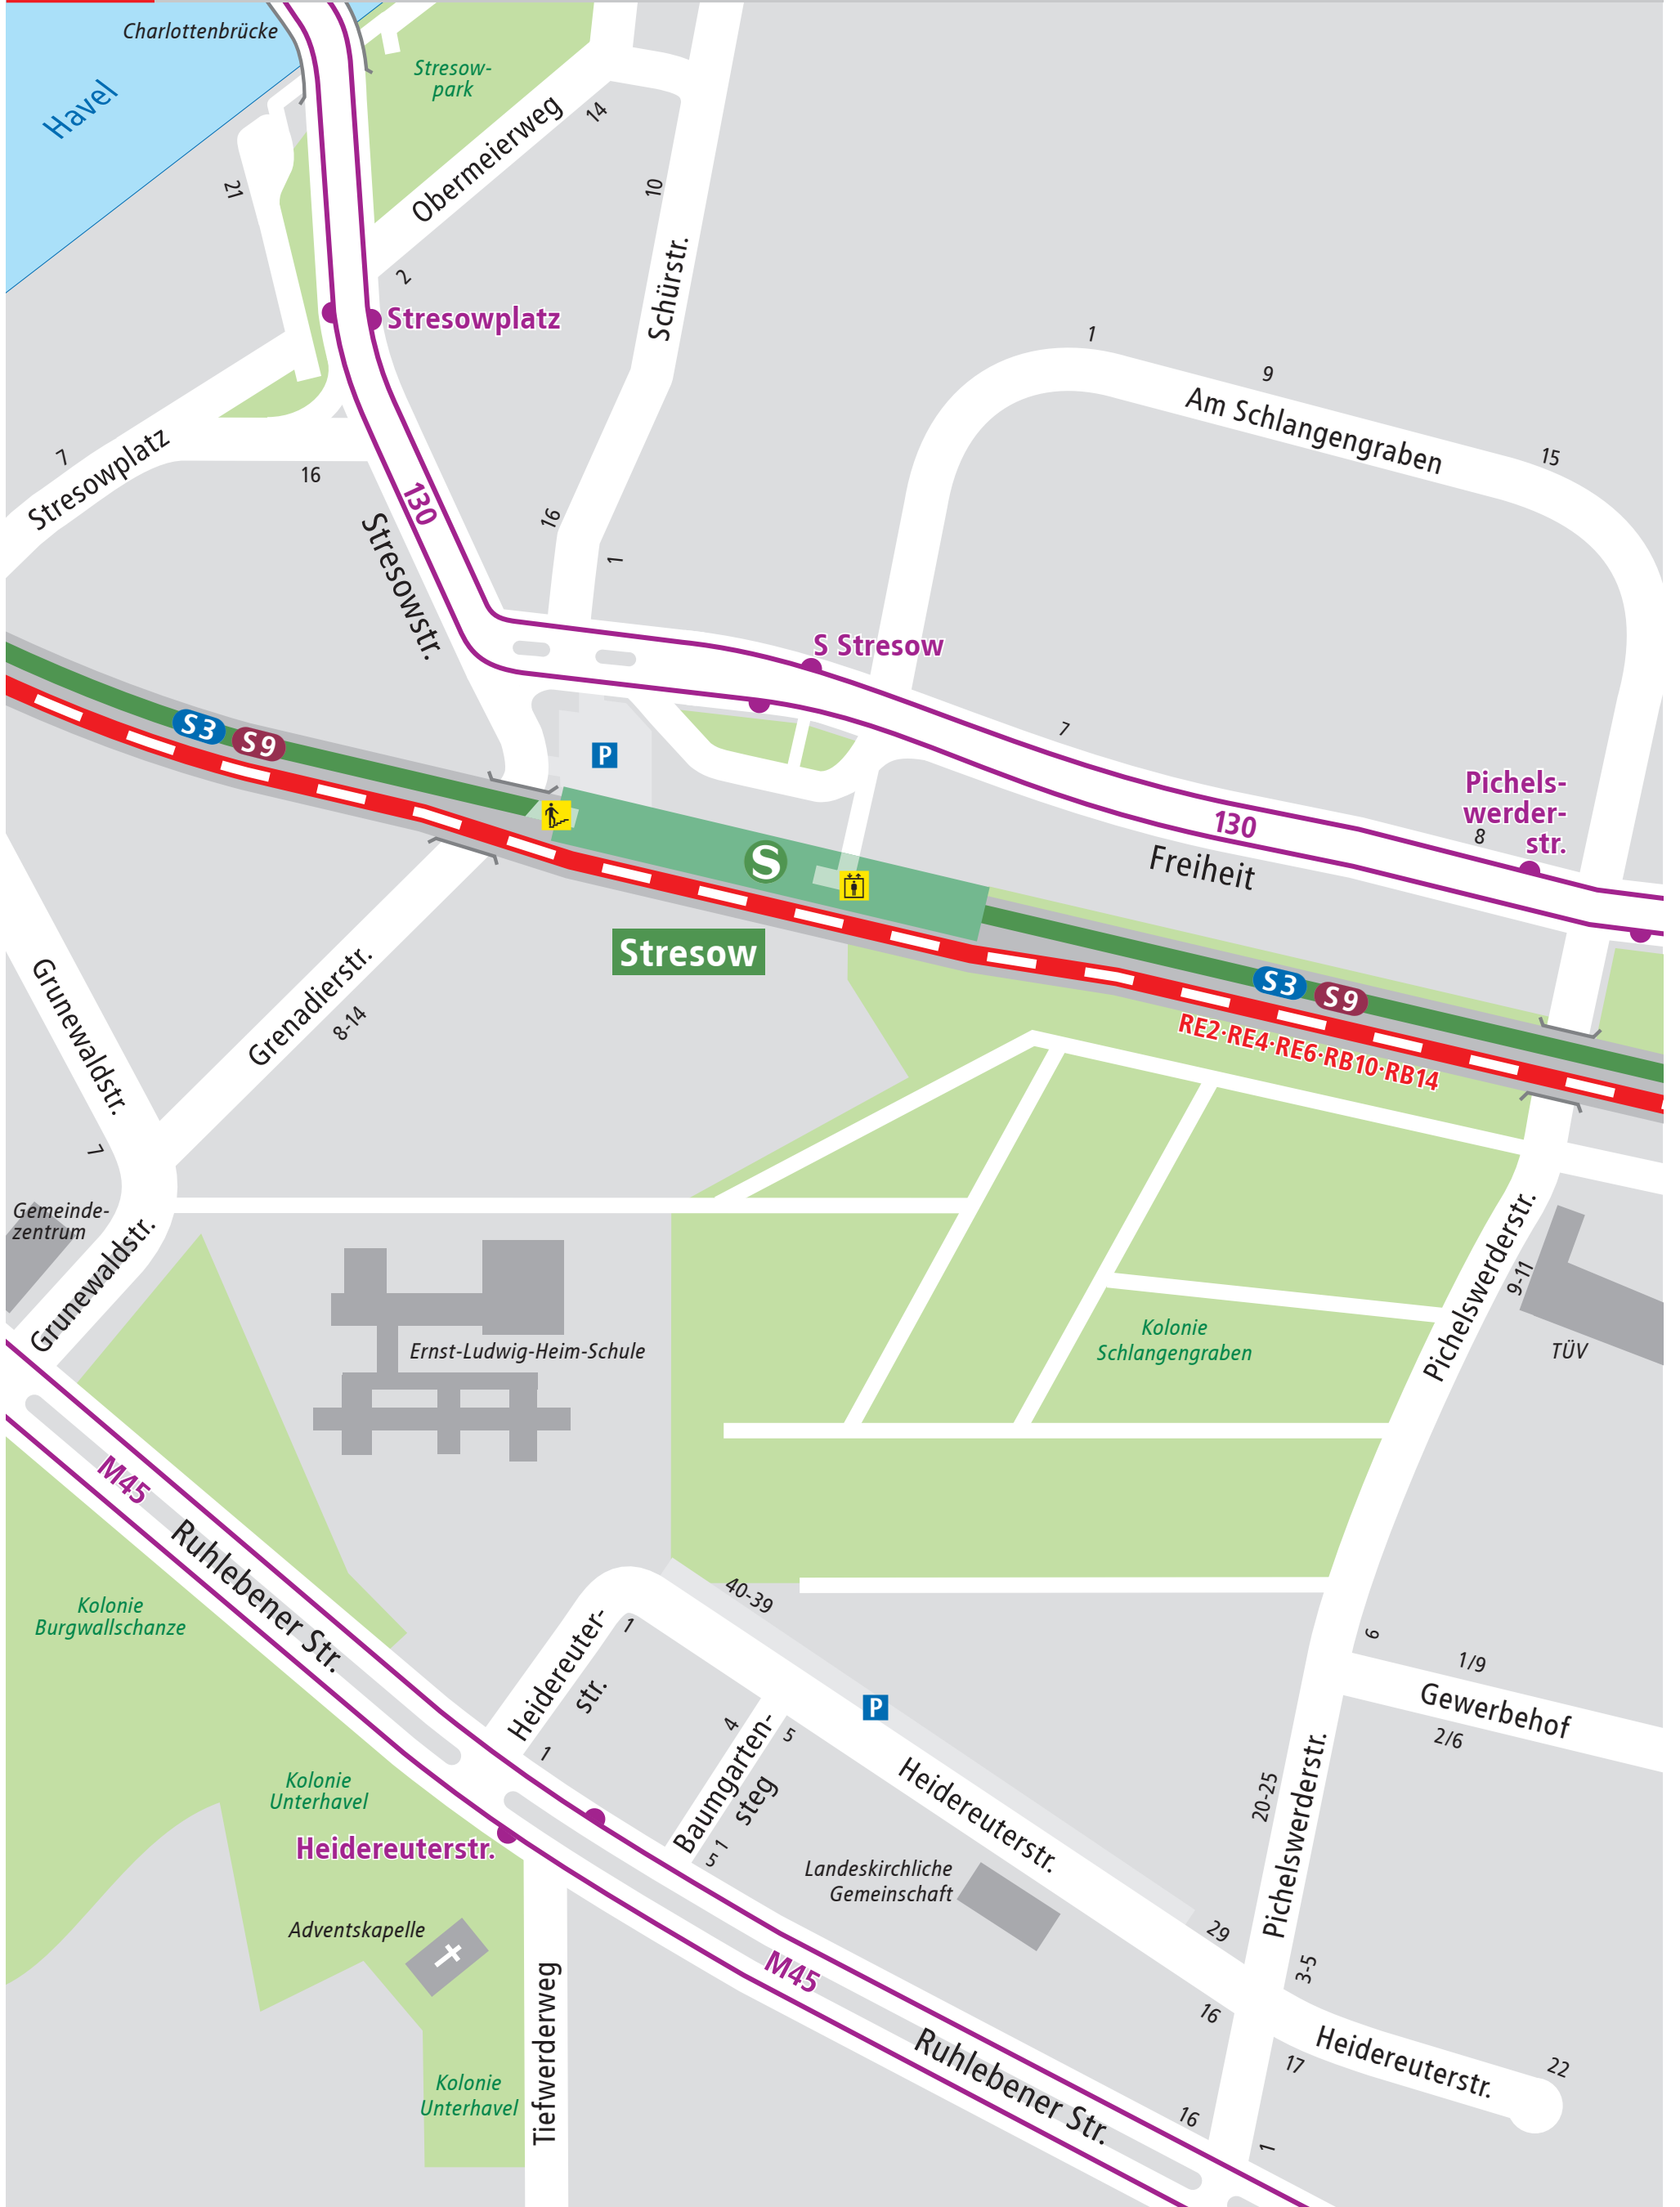 Charlottenbrücke
Havel
Stresow-
park
Obermeierweg
14
21
10
2
Schürstr.
Stresowplatz
1
9
Am Schlangengraben
15
7
Stresowplatz
16
130
Stresowstr.
16
1
S Stresow
7
S3
S9
P
Pichels-
werder-
str.
8
130
Freiheit
S
Stresow
S3
S9
RE2·RE4·RE6·RB10·RB14
Grunewaldstr.
Grenadierstr.
8-14
7
Gemeinde-
zentrum
Grunewaldstr.
Pichelswerderstr.
9-11
Kolonie
Schlangengraben
TÜV
Ernst-Ludwig-Heim-Schule
M45
Ruhlebener Str.
Kolonie
Burgwallschanze
40-39
Heidereuter-
str.
1
1
6
1/9
Gewerbehof
2/6
P
4
5
Baumgarten-
steg
1
5
Heidereuterstr.
20-25
Pichelswerderstr.
Kolonie
Unterhavel
Heidereuterstr.
Landeskirchliche
Gemeinschaft
Adventskapelle
29
3-5
M45
16
Tiefwerderweg
Ruhlebener Str.
Heidereuterstr.
17
22
Kolonie
Unterhavel
16
1